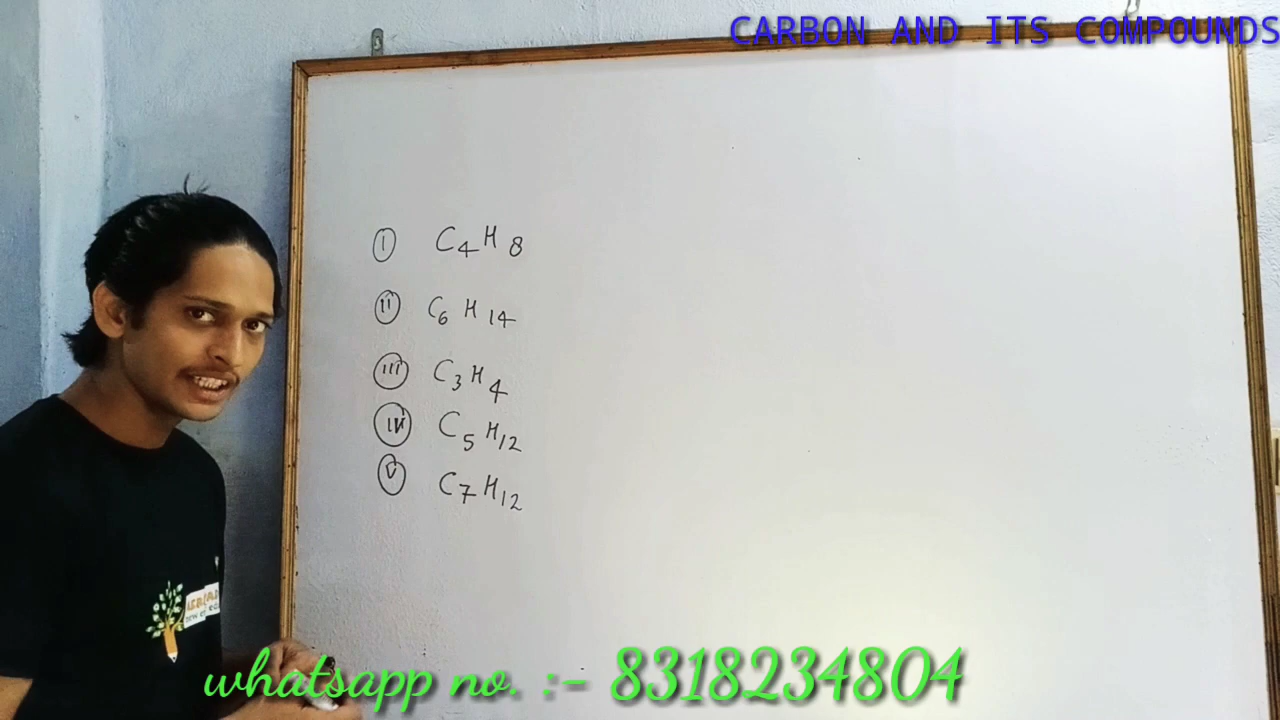 CARBON AND ITS COMPOUNDS
I C4H8
II C6H14
III C3H4
IV C5H12
V C7H12
whatsapp no. :- 8318234804